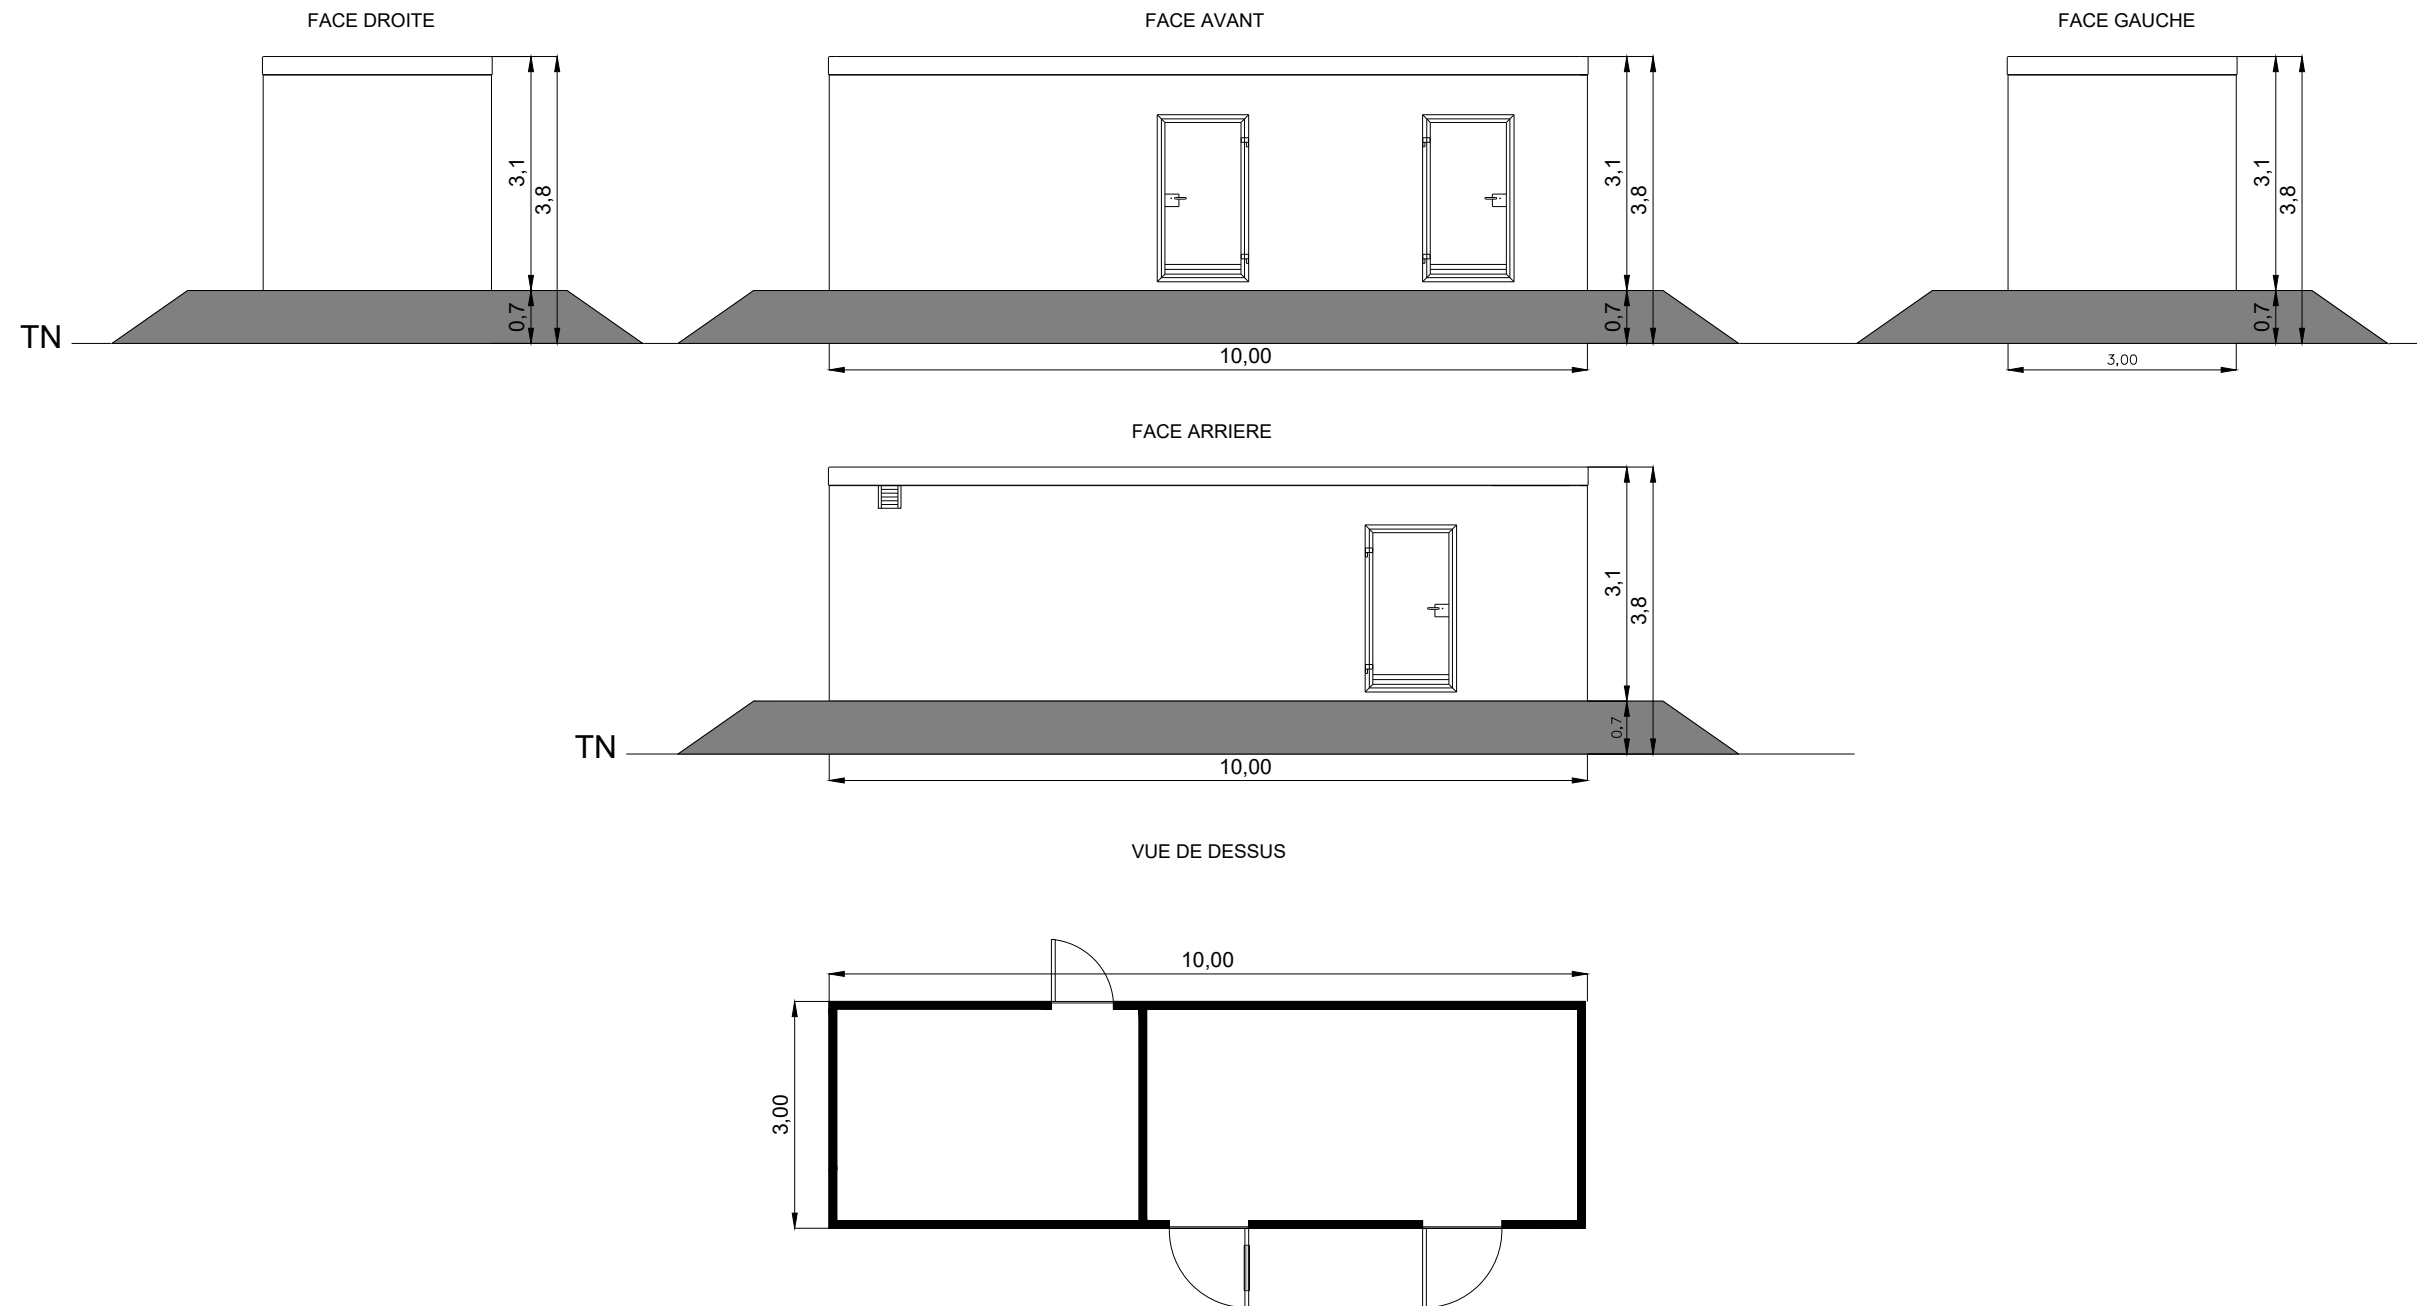 FACE DROITE
FACE AVANT
FACE GAUCHE
3,1
3,8
0,7
3,1
3,8
0,7
3,1
3,8
0,7
TN
10,00
3,00
FACE ARRIERE
3,1
3,8
0,7
TN
10,00
VUE DE DESSUS
10,00
3,00